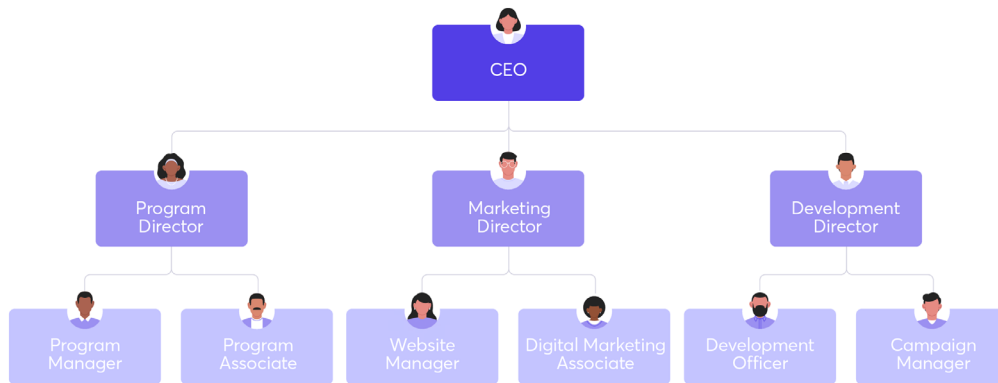 CEO
Program
Director
Marketing
Director
Development
Director
Program
Manager
Program
Associate
Website
Manager
Digital Marketing
Associate
Development
Officer
Campaign
Manager